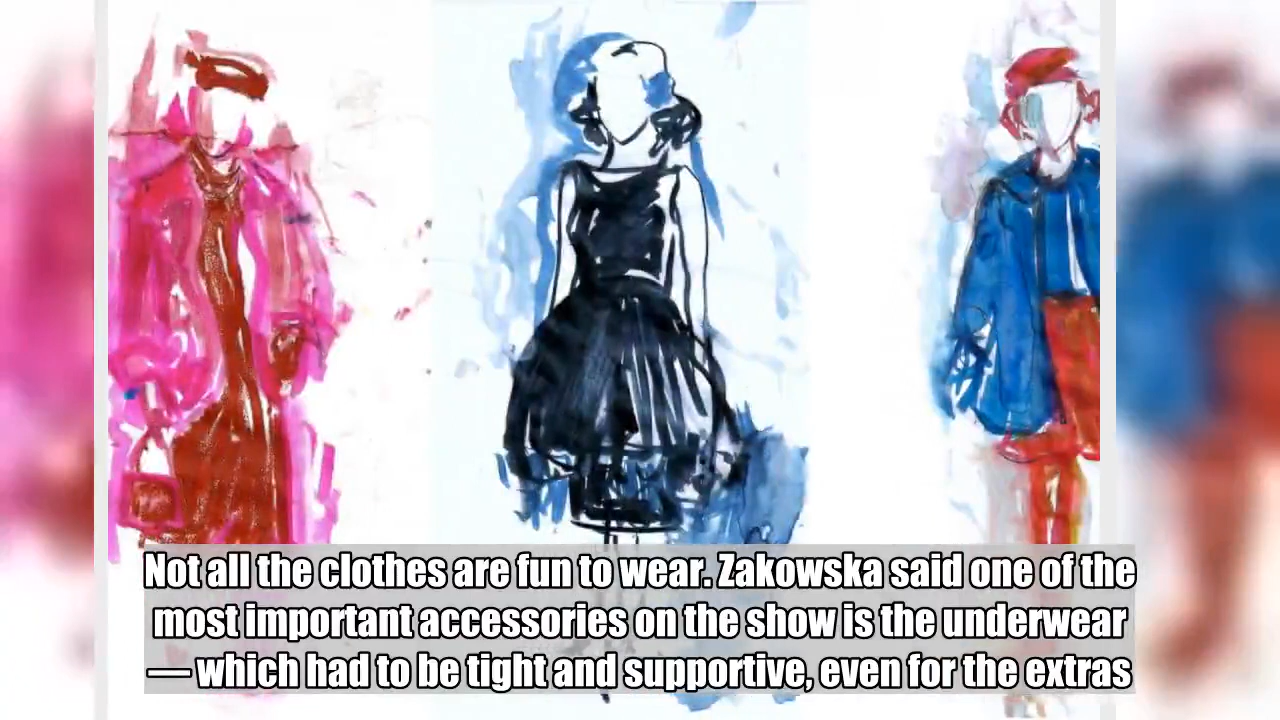 Not all the clothes are fun to wear. Zakowska said one of the
most important accessories on the show is the underwear
— which had to be tight and supportive, even for the extras